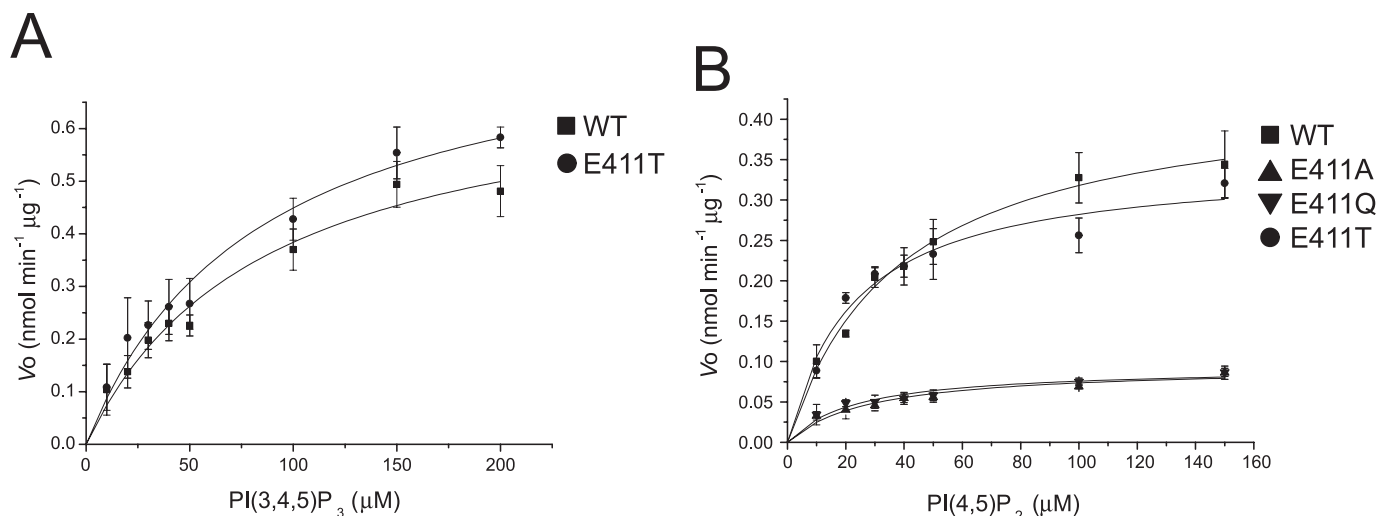 A
B
WT
E411T
WT
E411A
E411Q
E411T
Vo (nmol min⁻¹ µg⁻¹)
0.6
0.5
0.4
0.3
0.2
0.1
0.0
0 50 100 150 200
PI(3,4,5)P₃ (µM)
Vo (nmol min⁻¹ µg⁻¹)
0.40
0.35
0.30
0.25
0.20
0.15
0.10
0.05
0.00
0 20 40 60 80 100 120 140 160
PI(4,5)P₂ (µM)